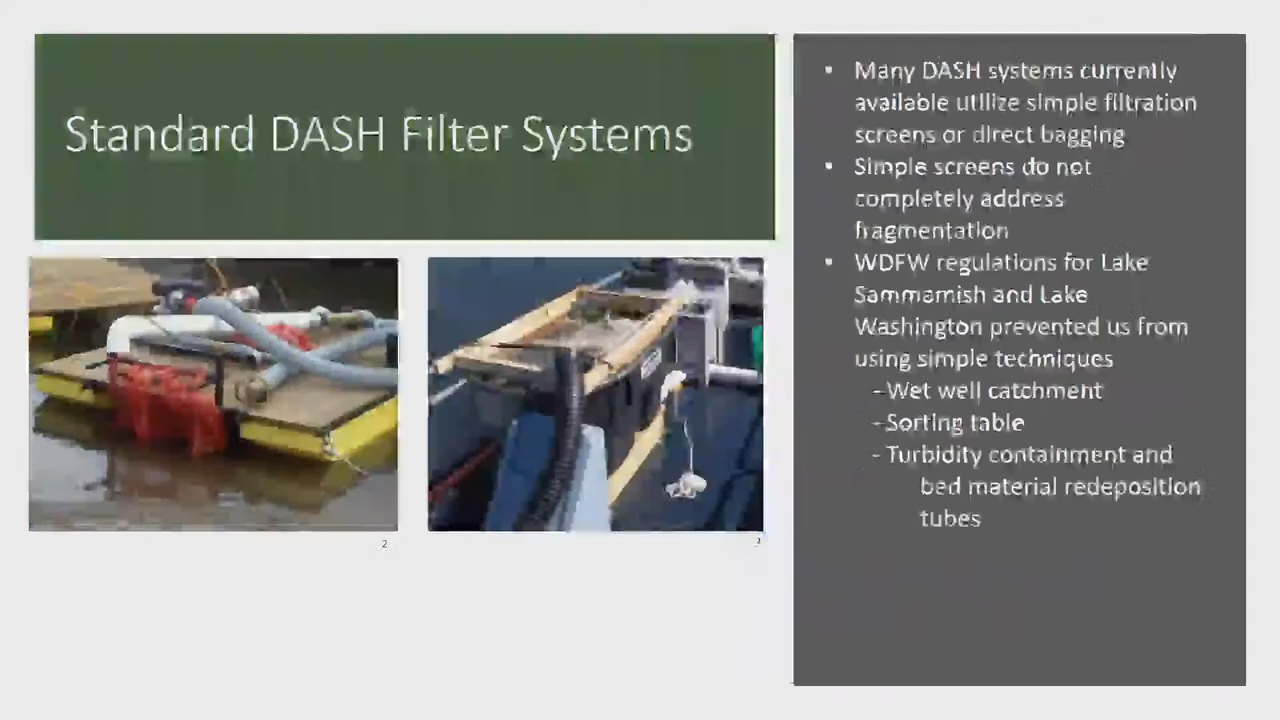 Standard DASH Filter Systems
• Many DASH systems currently
available utilize simple filtration
screens or direct bagging
• Simple screens do not
completely address
fragmentation
• WDFW regulations for Lake
Sammamish and Lake
Washington prevented us from
using simple techniques
- Wet well catchment
- Sorting table
- Turbidity containment and
bed material redeposition
tubes
2